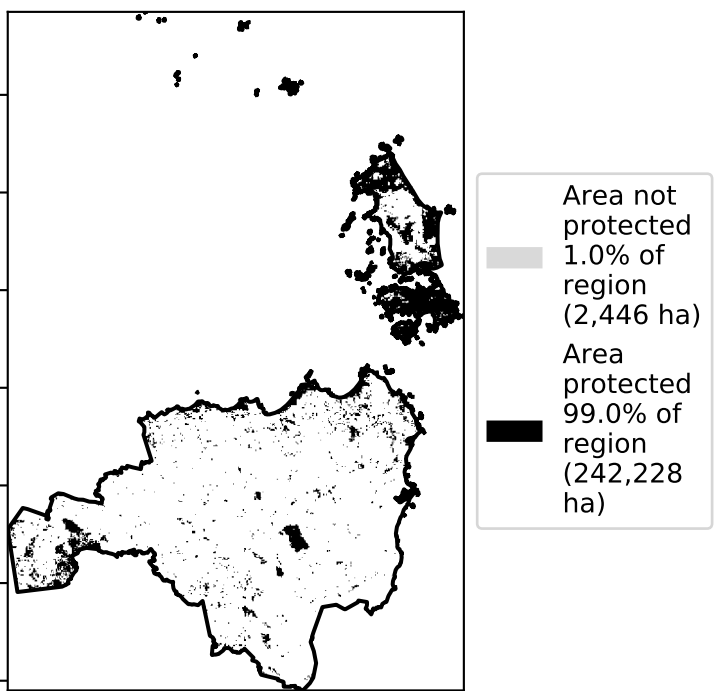 Area not
protected
1.0% of
region
(2,446 ha)
Area
protected
99.0% of
region
(242,228
ha)